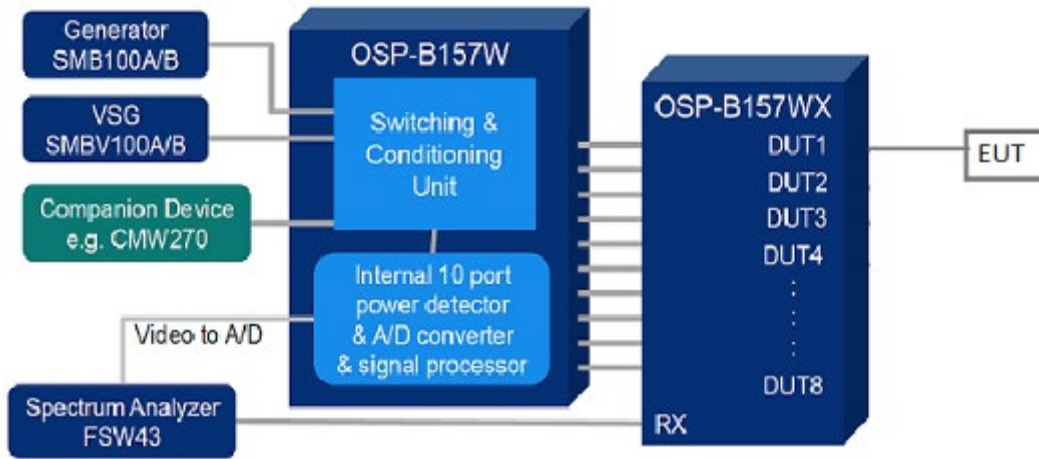 Generator
SMB100A/B
VSG
SMBV100A/B
Companion Device
e.g. CMW270
Video to A/D
Spectrum Analyzer
FSW43
OSP-B157W
Switching &
Conditioning
Unit
Internal 10 port
power detector
& A/D converter
& signal processor
OSP-B157WX
DUT1
DUT2
DUT3
DUT4
DUT8
RX
EUT